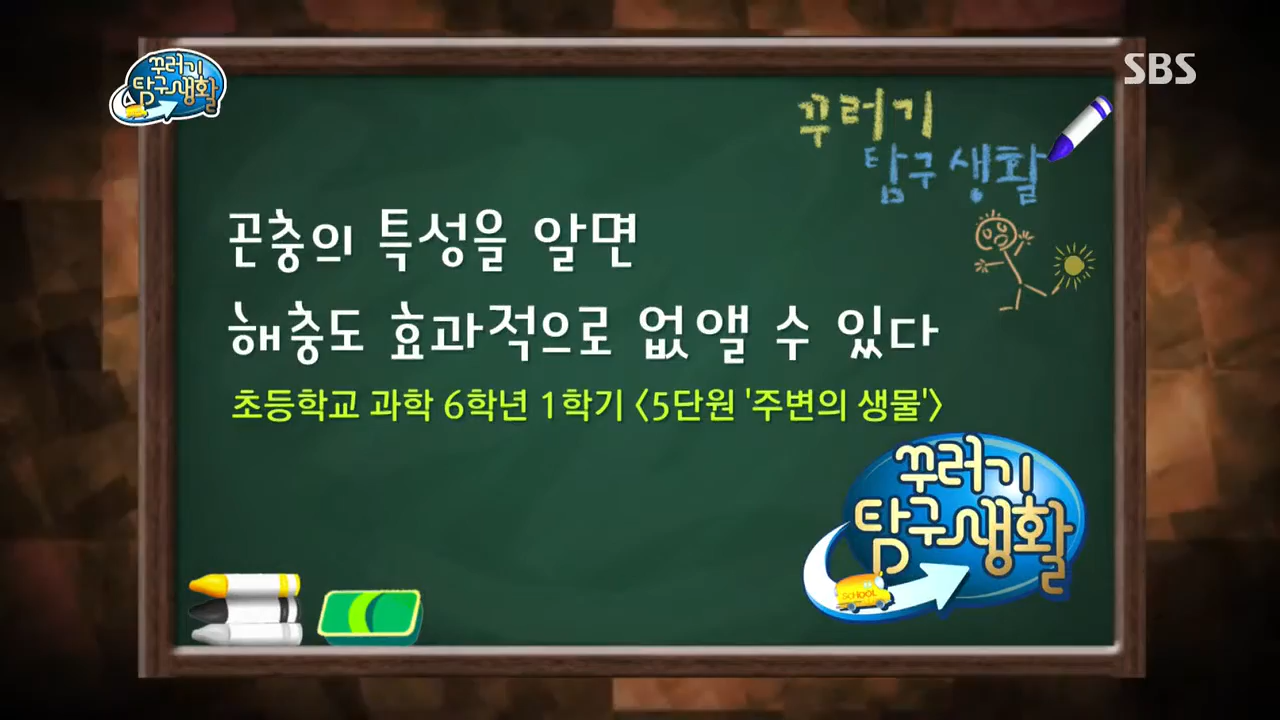 꾸러기
탐구생활
SBS
꾸러기
탐구생활
곤충의 특성을 알면
해충도 효과적으로 없앨 수 있다
초등학교 과학 6학년 1학기 〈5단원 '주변의 생물'〉
꾸러기
탐구생활
SCHOOL